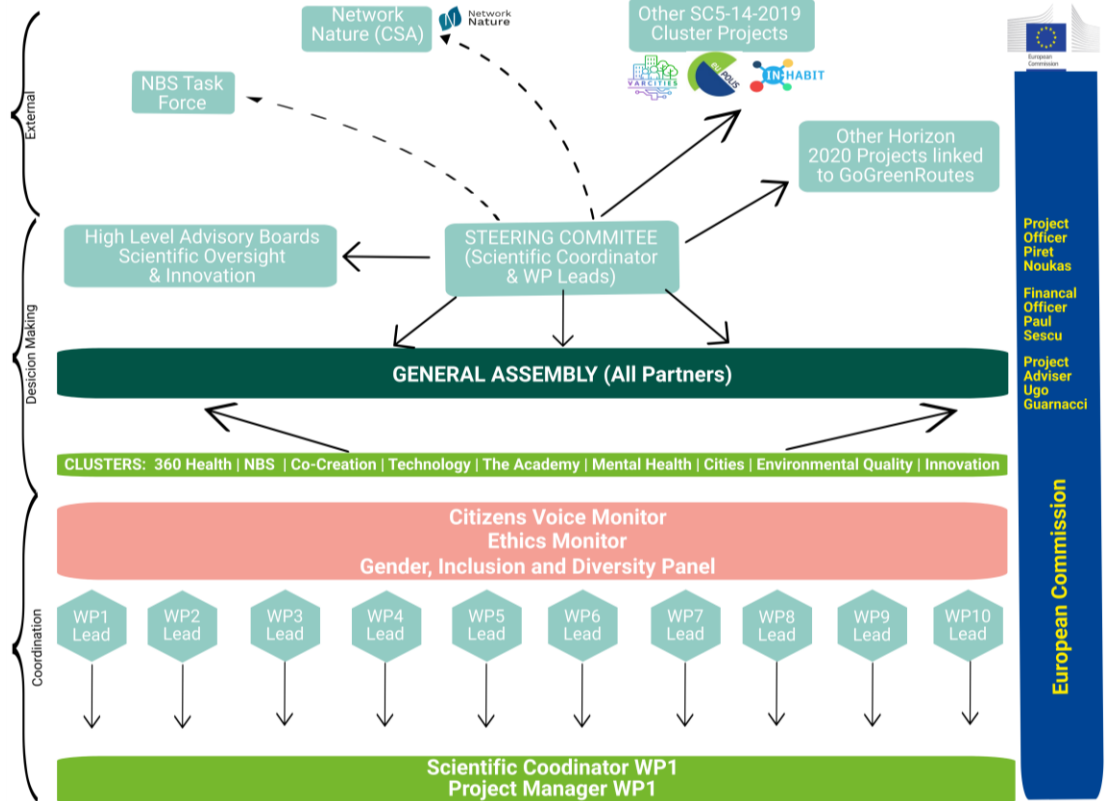 Network
Nature (CSA)
Network
Nature
Other SC5-14-2019
Cluster Projects
VARCITIES
eu POLIS
IN-HABIT
European
Commission
NBS Task
Force
External
Other Horizon
2020 Projects linked
to GoGreenRoutes
High Level Advisory Boards
Scientific Oversight
& Innovation
STEERING COMMITEE
(Scientific Coordinator
& WP Leads)
Project
Officer
Piret
Noukas
Financal
Officer
Paul
Sescu
Project
Adviser
Ugo
Guarnacci
Desicion Making
GENERAL ASSEMBLY (All Partners)
CLUSTERS: 360 Health | NBS | Co-Creation | Technology | The Academy | Mental Health | Cities | Environmental Quality | Innovation
Citizens Voice Monitor
Ethics Monitor
Gender, Inclusion and Diversity Panel
European Commission
Coordination
WP1
Lead
WP2
Lead
WP3
Lead
WP4
Lead
WP5
Lead
WP6
Lead
WP7
Lead
WP8
Lead
WP9
Lead
WP10
Lead
Scientific Coodinator WP1
Project Manager WP1